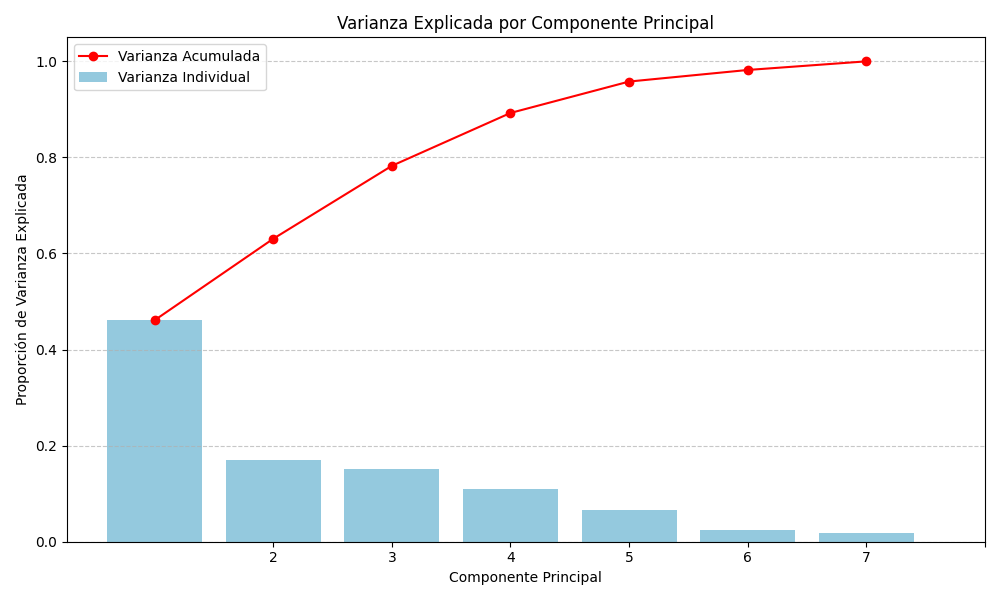 Varianza Explicada por Componente Principal
Varianza Acumulada
Varianza Individual
Proporción de Varianza Explicada
1.0
0.8
0.6
0.4
0.2
0.0
2 3 4 5 6 7
Componente Principal